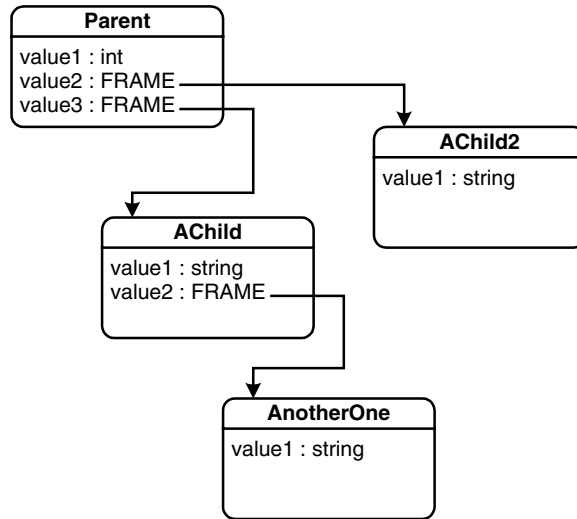 Parent
value1 : int
value2 : FRAME
value3 : FRAME
AChild2
value1 : string
AChild
value1 : string
value2 : FRAME
AnotherOne
value1 : string